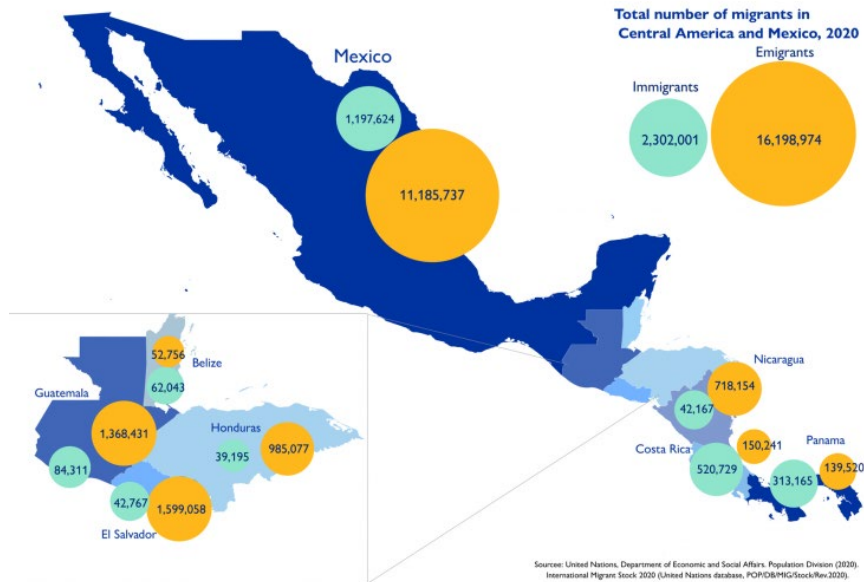 Total number of migrants in
Central America and Mexico, 2020
Emigrants
Immigrants
2,302,001
16,198,974
Mexico
1,197,624
11,185,737
52,756
Belize
62,043
Guatemala
1,368,431
Honduras
985,077
39,195
84,311
42,767
1,599,058
El Salvador
Nicaragua
718,154
42,167
Costa Rica
150,241
Panama
520,729
313,165
139,520
Sourcee: United Nations, Department of Economic and Social Affairs. Population Division (2020).
International Migrant Stock 2020 (United Nations database, POP/DB/MIG/Stock/Rev.2020).